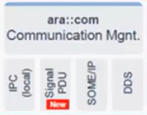 ara::com
Communication Mgnt.
IPC
(local)
Signal
PDU
New
SOME/IP
DDS